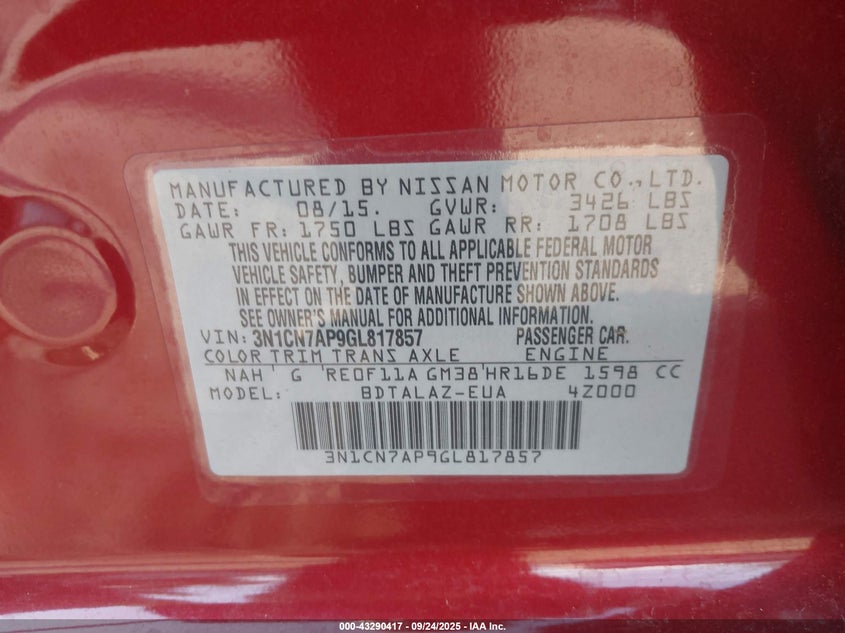 MANUFACTURED BY NISSAN MOTOR CO., LTD.
DATE: 08/15. GVWR: 3426 LBS
GAWR FR: 1750 LBS GAWR RR: 1708 LBS
THIS VEHICLE CONFORMS TO ALL APPLICABLE FEDERAL MOTOR
VEHICLE SAFETY, BUMPER AND THEFT PREVENTION STANDARDS
IN EFFECT ON THE DATE OF MANUFACTURE SHOWN ABOVE.
SEE OWNER'S MANUAL FOR ADDITIONAL INFORMATION.
VIN: 3N1CN7AP9GL817857 PASSENGER CAR.
COLOR TRIM TRANS AXLE ENGINE
NAH G RE0F11A GM38 HR16DE 1598 CC
MODEL: BDTALAZ-EUA 4Z000
3N1CN7AP9GL817857
000-43290417 - 09/24/2025 - IAA Inc.